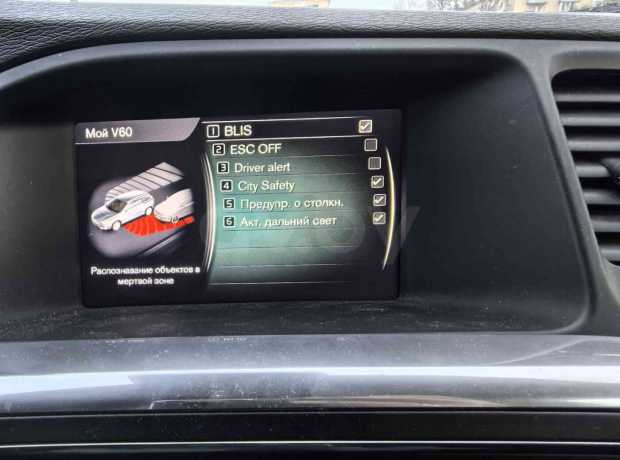 Мой V60
1 BLIS
2 ESC OFF
3 Driver alert
4 City Safety
5 Предупр. о столкн.
6 Акт. дальний свет
Распознавание объектов в
мертвой зоне